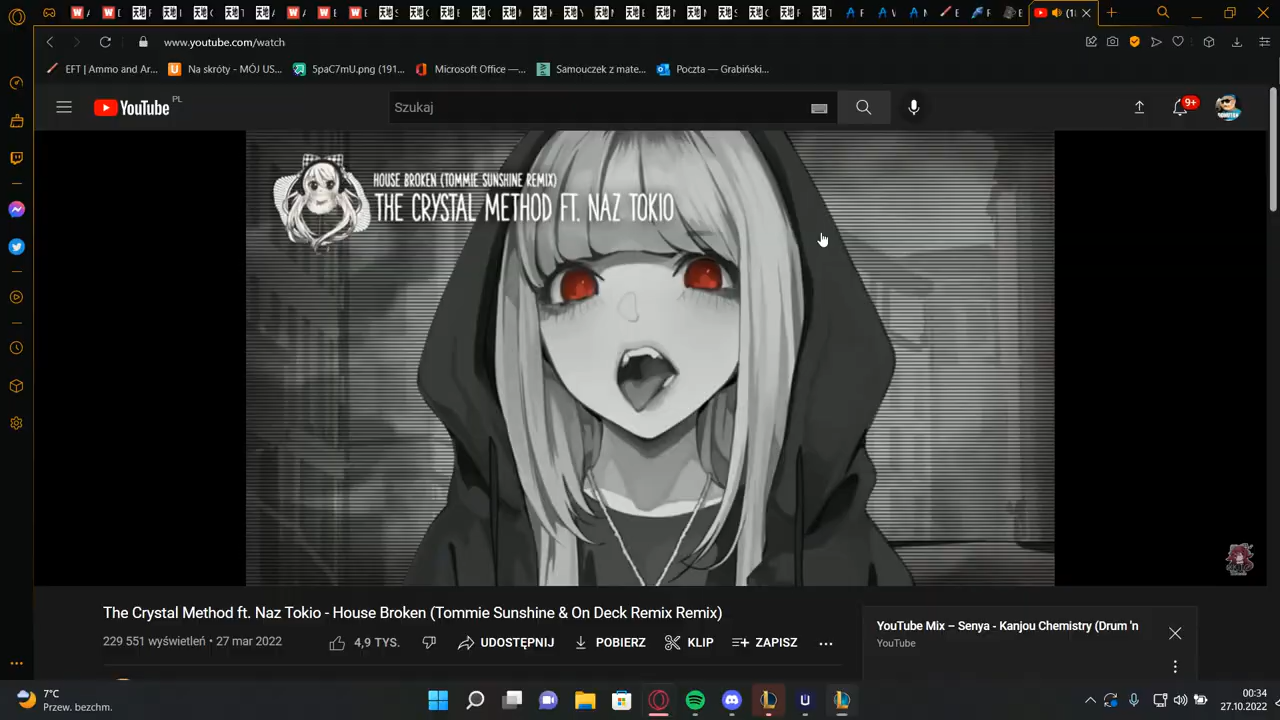 www.youtube.com/watch
EFT | Ammo and Ar...
Na skróty - MÓJ US...
5paC7mU.png (191...
Microsoft Office —...
Samouczek z mate...
Poczta — Grabiński...
YouTube PL
Szukaj
9+
HOUSE BROKEN (TOMMIE SUNSHINE REMIX)
THE CRYSTAL METHOD FT. NAZ TOKIO
The Crystal Method ft. Naz Tokio - House Broken (Tommie Sunshine & On Deck Remix Remix)
229 551 wyświetleń • 27 mar 2022
4,9 TYS.
UDOSTĘPNIJ
POBIERZ
KLIP
ZAPISZ
YouTube Mix – Senya - Kanjou Chemistry (Drum 'n
YouTube
7°C
Przew. bezchm.
00:34
27.10.2022